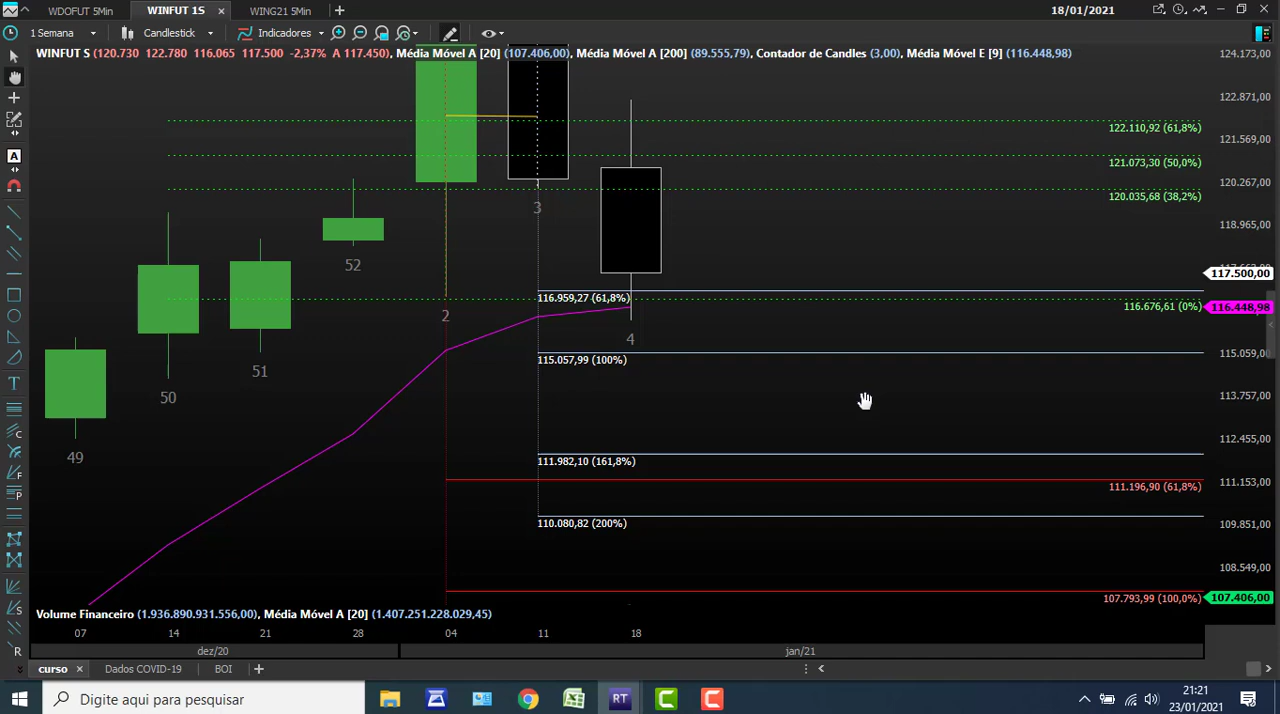 WDOFUT 5Min
WINFUT 1S
WING21 5Min
18/01/2021
1 Semana
Candlestick
Indicadores
WINFUT S (120.730 122.780 116.065 117.500 -2,37% A 117.450), Média Móvel A [20] (107.406,00), Média Móvel A [200] (89.555,79), Contador de Candles (3,00), Média Móvel E [9] (116.448,98)
124.173,00
122.871,00
122.110,92 (61,8%)
121.569,00
121.073,30 (50,0%)
120.267,00
120.035,68 (38,2%)
118.965,00
117.500,00
116.959,27 (61,8%)
116.676,61 (0%)
116.448,98
115.057,99 (100%)
115.059,00
113.757,00
112.455,00
111.982,10 (161,8%)
111.153,00
111.196,90 (61,8%)
110.080,82 (200%)
109.851,00
108.549,00
107.793,99 (100,0%)
107.406,00
49
50
51
52
2
3
4
A
T
C
F
P
S
R
Volume Financeiro (1.936.890.931.556,00), Média Móvel A [20] (1.407.251.228.029,45)
07
14
21
28
04
11
18
dez/20
jan/21
curso
Dados COVID-19
BOI
Digite aqui para pesquisar
RT
C
C
21:21
23/01/2021